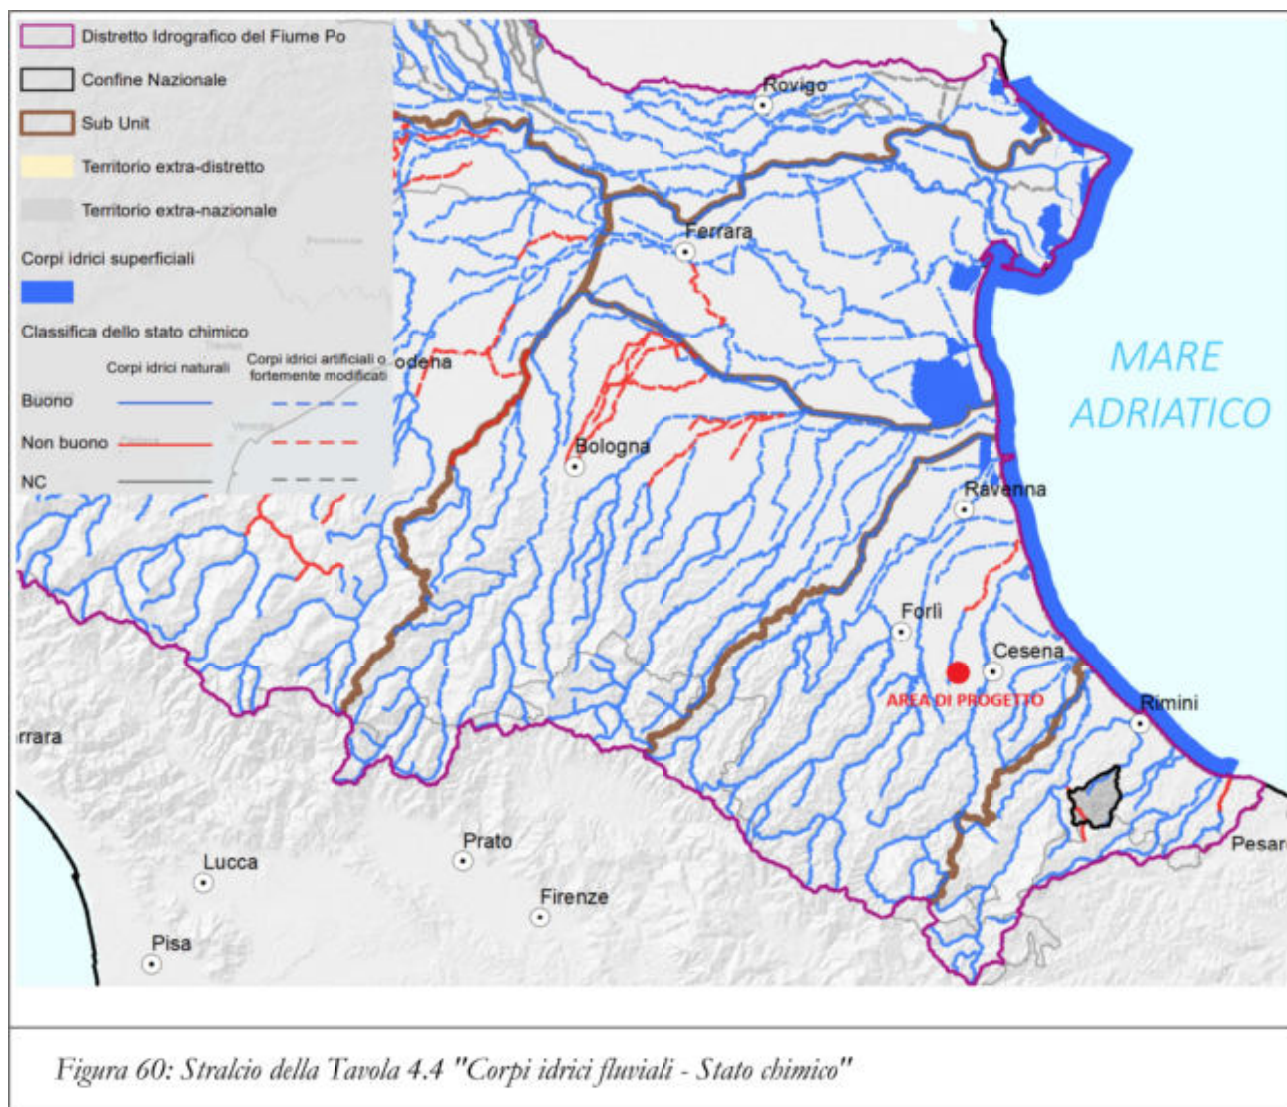 Distretto Idrografico del Fiume Po
Confine Nazionale
Sub Unit
Territorio extra-distretto
Territorio extra-nazionale
Corpi idrici superficiali
Classifica dello stato chimico
Corpi idrici naturali
Corpi idrici artificiali o
fortemente modificati
Buono
Non buono
NC
Rovigo
Ferrara
odena
Bologna
MARE
ADRIATICO
Ravenna
Forlì
Cesena
AREA DI PROGETTO
Rimini
rrara
Prato
Lucca
Firenze
Pisa
Pesar
Figura 60: Stralcio della Tavola 4.4 "Corpi idrici fluviali - Stato chimico"